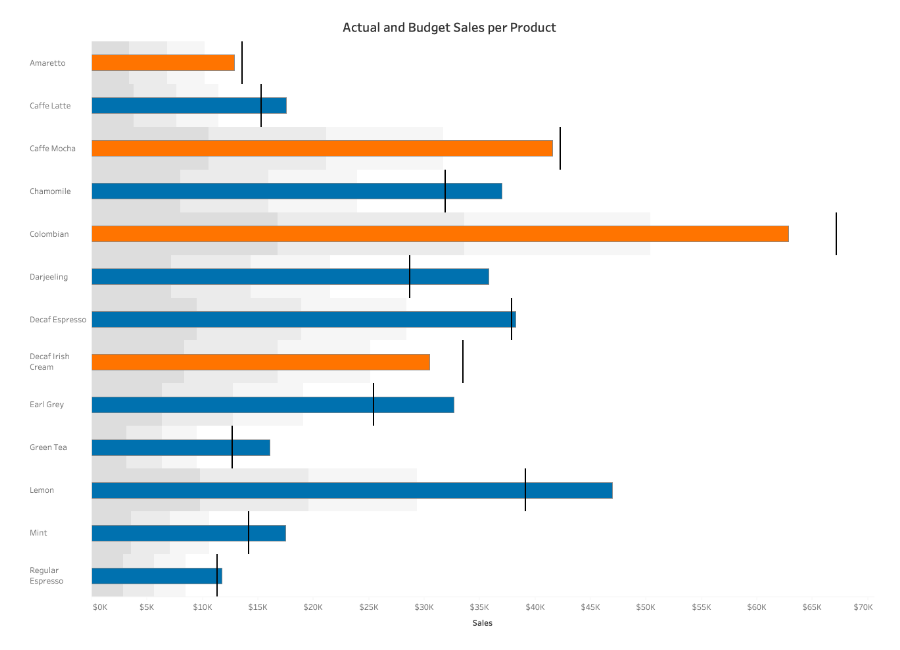 Actual and Budget Sales per Product
Amaretto
Caffe Latte
Caffe Mocha
Chamomile
Colombian
Darjeeling
Decaf Espresso
Decaf Irish
Cream
Earl Grey
Green Tea
Lemon
Mint
Regular
Espresso
$0K $5K $10K $15K $20K $25K $30K $35K $40K $45K $50K $55K $60K $65K $70K
Sales